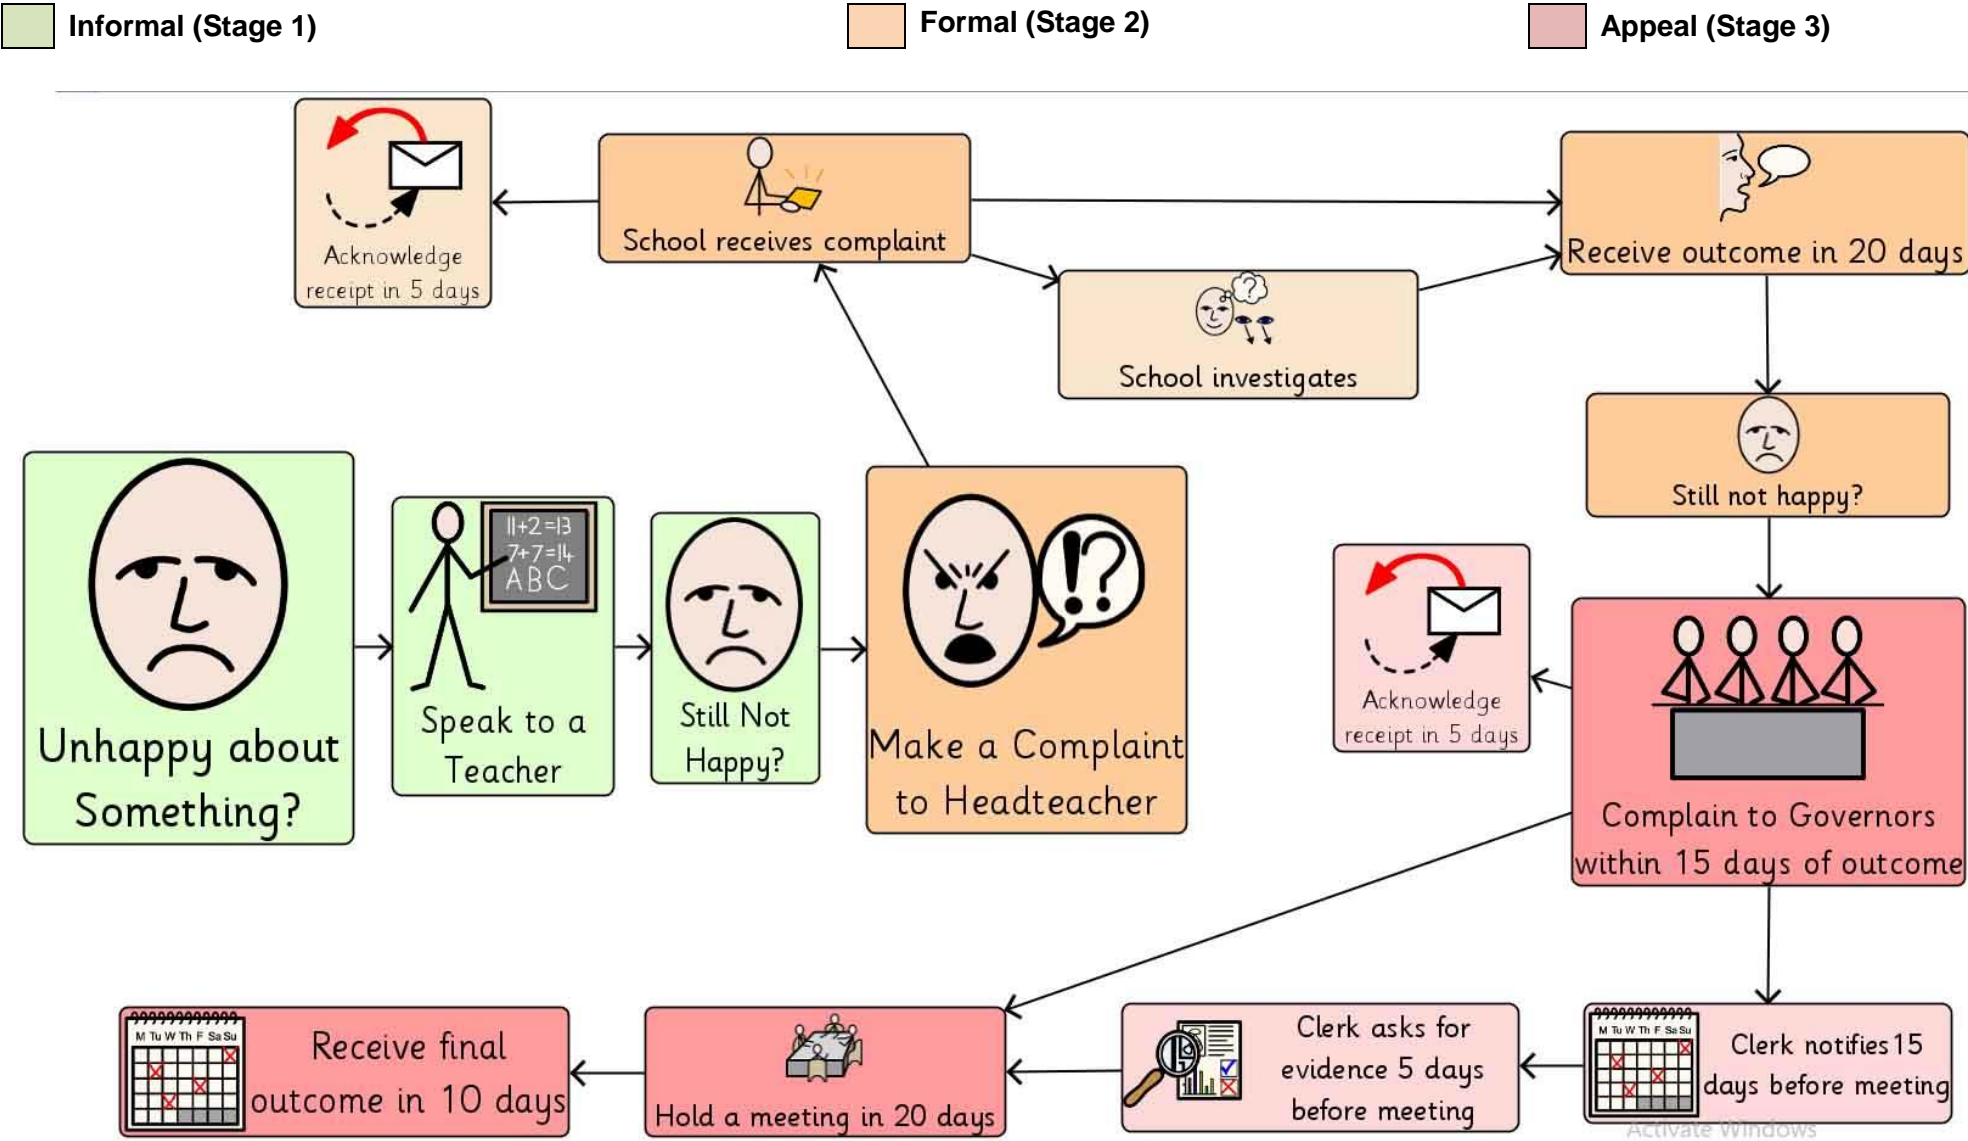 Informal (Stage 1)
Formal (Stage 2)
Appeal (Stage 3)
Acknowledge
receipt in 5 days
School receives complaint
Receive outcome in 20 days
School investigates
Still not happy?
Unhappy about
Something?
11+2=13
7+7=14
ABC
Speak to a
Teacher
Still Not
Happy?
!?
Make a Complaint
to Headteacher
Acknowledge
receipt in 5 days
Complain to Governors
within 15 days of outcome
M Tu W Th F Sa Su
Clerk notifies 15
days before meeting
Clerk asks for
evidence 5 days
before meeting
Hold a meeting in 20 days
M Tu W Th F Sa Su
Receive final
outcome in 10 days
Activate Windows